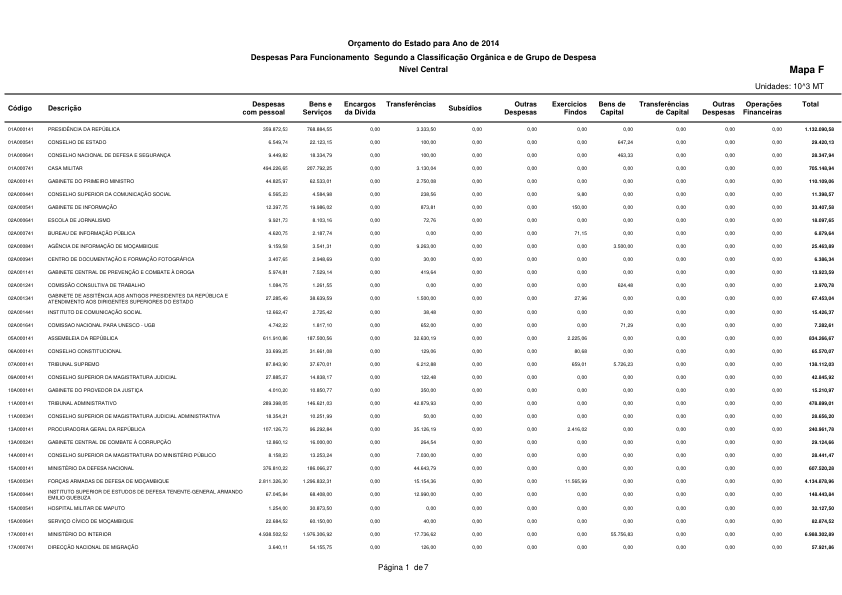 Orçamento do Estado para Ano de 2014
Despesas Para Funcionamento Segundo a Classificação Orgânica e de Grupo de Despesa
Nível Central
Mapa F
Unidades: 10^3 MT
Código Descrição Despesas com pessoal Bens e Serviços Encargos da Dívida Transferências Subsídios Outras Despesas Exercicios Findos Bens de Capital Transferências de Capital Outras Despesas Operações Financeiras Total
01A000141 PRESIDÊNCIA DA REPÚBLICA 359.872,52 768.884,55 0,00 3.333,50 0,00 0,00 0,00 0,00 0,00 0,00 0,00 1.132.090,58
01A000541 CONSELHO DE ESTADO 6.549,74 22.123,15 0,00 100,00 0,00 0,00 0,00 647,24 0,00 0,00 0,00 29.420,13
01A000641 CONSELHO NACIONAL DE DEFESA E SEGURANÇA 9.449,82 18.334,79 0,00 100,00 0,00 0,00 0,00 463,33 0,00 0,00 0,00 28.347,94
01A000741 CASA MILITAR 494.226,65 207.792,25 0,00 3.130,04 0,00 0,00 0,00 0,00 0,00 0,00 0,00 705.148,94
02A000141 GABINETE DO PRIMEIRO MINISTRO 44.825,97 62.533,01 0,00 2.750,08 0,00 0,00 0,00 0,00 0,00 0,00 0,00 110.109,06
02A000441 CONSELHO SUPERIOR DA COMUNICAÇÃO SOCIAL 6.565,23 4.584,98 0,00 238,56 0,00 0,00 9,80 0,00 0,00 0,00 0,00 11.398,57
02A000541 GABINETE DE INFORMAÇÃO 12.397,75 19.986,02 0,00 873,81 0,00 0,00 150,00 0,00 0,00 0,00 0,00 33.407,58
02A000641 ESCOLA DE JORNALISMO 9.921,73 8.103,16 0,00 72,76 0,00 0,00 0,00 0,00 0,00 0,00 0,00 18.097,65
02A000741 BUREAU DE INFORMAÇÃO PÚBLICA 4.620,75 2.187,74 0,00 0,00 0,00 0,00 71,15 0,00 0,00 0,00 0,00 6.879,64
02A000841 AGÊNCIA DE INFORMAÇÃO DE MOÇAMBIQUE 9.159,58 3.541,31 0,00 9.263,00 0,00 0,00 0,00 3.500,00 0,00 0,00 0,00 25.463,89
02A000941 CENTRO DE DOCUMENTAÇÃO E FORMAÇÃO FOTOGRÁFICA 3.407,65 2.948,69 0,00 30,00 0,00 0,00 0,00 0,00 0,00 0,00 0,00 6.386,34
02A001141 GABINETE CENTRAL DE PREVENÇÃO E COMBATE À DROGA 5.974,81 7.529,14 0,00 419,64 0,00 0,00 0,00 0,00 0,00 0,00 0,00 13.923,59
02A001241 COMISSÃO CONSULTIVA DE TRABALHO 1.084,75 1.261,55 0,00 0,00 0,00 0,00 0,00 624,48 0,00 0,00 0,00 2.970,78
02A001341 GABINETE DE ASSITÊNCIA AOS ANTIGOS PRESIDENTES DA REPÚBLICA E ATENDIMENTO AOS DIRIGENTES SUPERIORES DO ESTADO 27.285,49 38.639,59 0,00 1.500,00 0,00 0,00 27,96 0,00 0,00 0,00 0,00 67.453,04
02A001441 INSTITUTO DE COMUNICAÇÃO SOCIAL 12.662,47 2.725,42 0,00 38,48 0,00 0,00 0,00 0,00 0,00 0,00 0,00 15.426,37
02A001641 COMISSAO NACIONAL PARA UNESCO - UGB 4.742,22 1.817,10 0,00 652,00 0,00 0,00 0,00 71,29 0,00 0,00 0,00 7.282,61
05A000141 ASSEMBLEIA DA REPÚBLICA 611.910,86 187.500,56 0,00 32.630,19 0,00 0,00 2.225,06 0,00 0,00 0,00 0,00 834.266,67
06A000141 CONSELHO CONSTITUCIONAL 33.699,25 31.661,08 0,00 129,06 0,00 0,00 80,68 0,00 0,00 0,00 0,00 65.570,07
07A000141 TRIBUNAL SUPREMO 87.843,90 37.670,01 0,00 6.212,88 0,00 0,00 659,01 5.726,23 0,00 0,00 0,00 138.112,03
09A000141 CONSELHO SUPERIOR DA MAGISTRATURA JUDICIAL 27.885,27 14.838,17 0,00 122,48 0,00 0,00 0,00 0,00 0,00 0,00 0,00 42.845,92
10A000141 GABINETE DO PROVEDOR DA JUSTIÇA 4.010,20 10.850,77 0,00 350,00 0,00 0,00 0,00 0,00 0,00 0,00 0,00 15.210,97
11A000141 TRIBUNAL ADMINISTRATIVO 289.398,05 146.621,03 0,00 42.879,93 0,00 0,00 0,00 0,00 0,00 0,00 0,00 478.899,01
11A000341 CONSELHO SUPERIOR DE MAGISTRATURA JUDICIAL ADMINISTRATIVA 18.354,21 10.251,99 0,00 50,00 0,00 0,00 0,00 0,00 0,00 0,00 0,00 28.656,20
13A000141 PROCURADORIA GERAL DA REPÚBLICA 107.126,73 96.292,84 0,00 35.126,19 0,00 0,00 2.416,02 0,00 0,00 0,00 0,00 240.961,78
13A000241 GABINETE CENTRAL DE COMBATE À CORRUPÇÃO 12.860,12 16.000,00 0,00 264,54 0,00 0,00 0,00 0,00 0,00 0,00 0,00 29.124,66
14A000141 CONSELHO SUPERIOR DA MAGISTRATURA DO MINISTÉRIO PÚBLICO 8.158,23 13.253,24 0,00 7.030,00 0,00 0,00 0,00 0,00 0,00 0,00 0,00 28.441,47
15A000141 MINISTÉRIO DA DEFESA NACIONAL 376.810,22 186.066,27 0,00 44.643,79 0,00 0,00 0,00 0,00 0,00 0,00 0,00 607.520,28
15A000341 FORÇAS ARMADAS DE DEFESA DE MOÇAMBIQUE 2.811.326,30 1.296.832,31 0,00 15.154,36 0,00 0,00 11.565,99 0,00 0,00 0,00 0,00 4.134.878,96
15A000441 INSTITUTO SUPERIOR DE ESTUDOS DE DEFESA TENENTE-GENERAL ARMANDO EMILIO GUEBUZA 67.045,84 68.408,00 0,00 12.990,00 0,00 0,00 0,00 0,00 0,00 0,00 0,00 148.443,84
15A000541 HOSPITAL MILITAR DE MAPUTO 1.254,00 30.873,50 0,00 0,00 0,00 0,00 0,00 0,00 0,00 0,00 0,00 32.127,50
15A000641 SERVIÇO CÍVICO DE MOÇAMBIQUE 22.684,52 60.150,00 0,00 40,00 0,00 0,00 0,00 0,00 0,00 0,00 0,00 82.874,52
17A000141 MINISTÉRIO DO INTERIOR 4.938.502,52 1.976.306,92 0,00 17.736,62 0,00 0,00 0,00 55.756,83 0,00 0,00 0,00 6.988.302,89
17A000741 DIRECÇÃO NACIONAL DE MIGRAÇÃO 3.640,11 54.155,75 0,00 126,00 0,00 0,00 0,00 0,00 0,00 0,00 0,00 57.921,86
Página 1 de 7